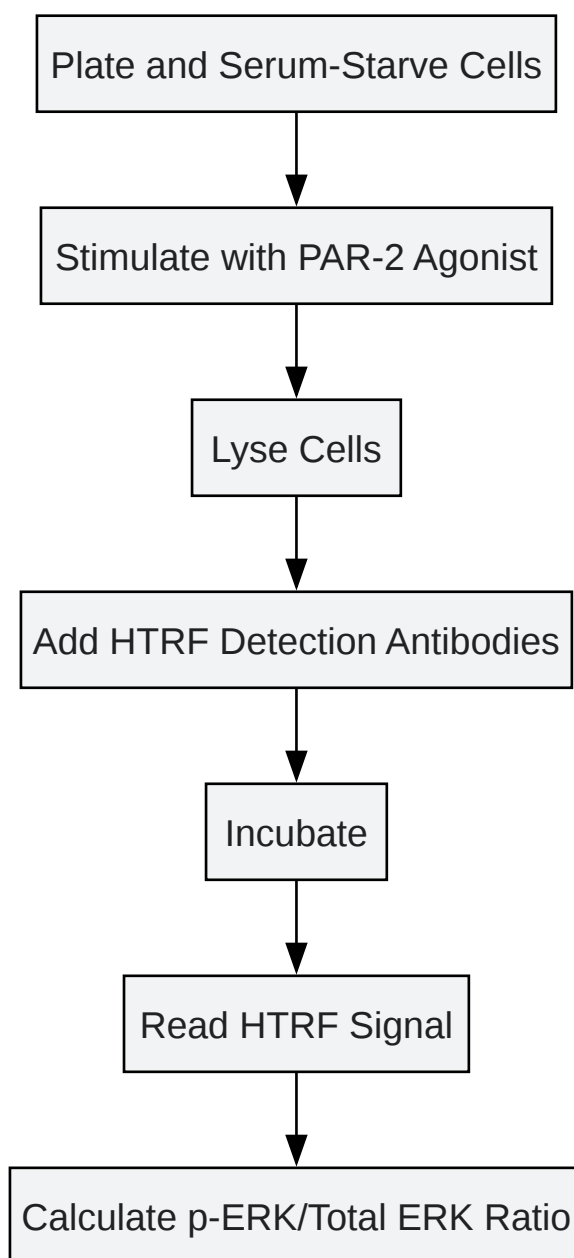 Plate and Serum-Starve Cells
Stimulate with PAR-2 Agonist
Lyse Cells
Add HTRF Detection Antibodies
Incubate
Read HTRF Signal
Calculate p-ERK/Total ERK Ratio